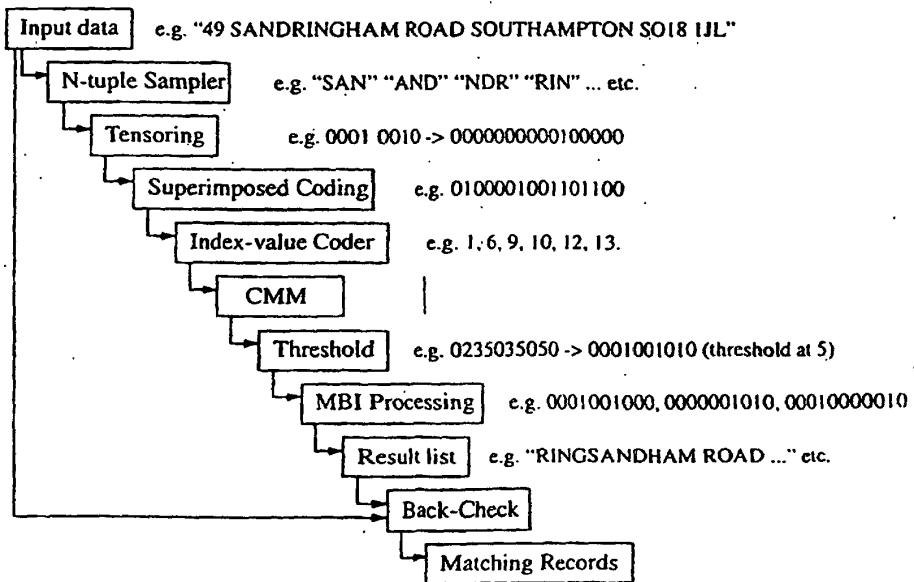 Input data e.g. "49 SANDRINGHAM ROAD SOUTHAMPTON SO18 1JL"
N-tuple Sampler e.g. "SAN" "AND" "NDR" "RIN" ... etc.
Tensoring e.g. 0001 0010 -> 0000000000100000
Superimposed Coding e.g. 0100001001101100
Index-value Coder e.g. 1, 6, 9, 10, 12, 13.
CMM
Threshold e.g. 0235035050 -> 0001001010 (threshold at 5)
MBI Processing e.g. 0001001000, 0000001010, 00010000010
Result list e.g. "RINGSANDHAM ROAD ..." etc.
Back-Check
Matching Records